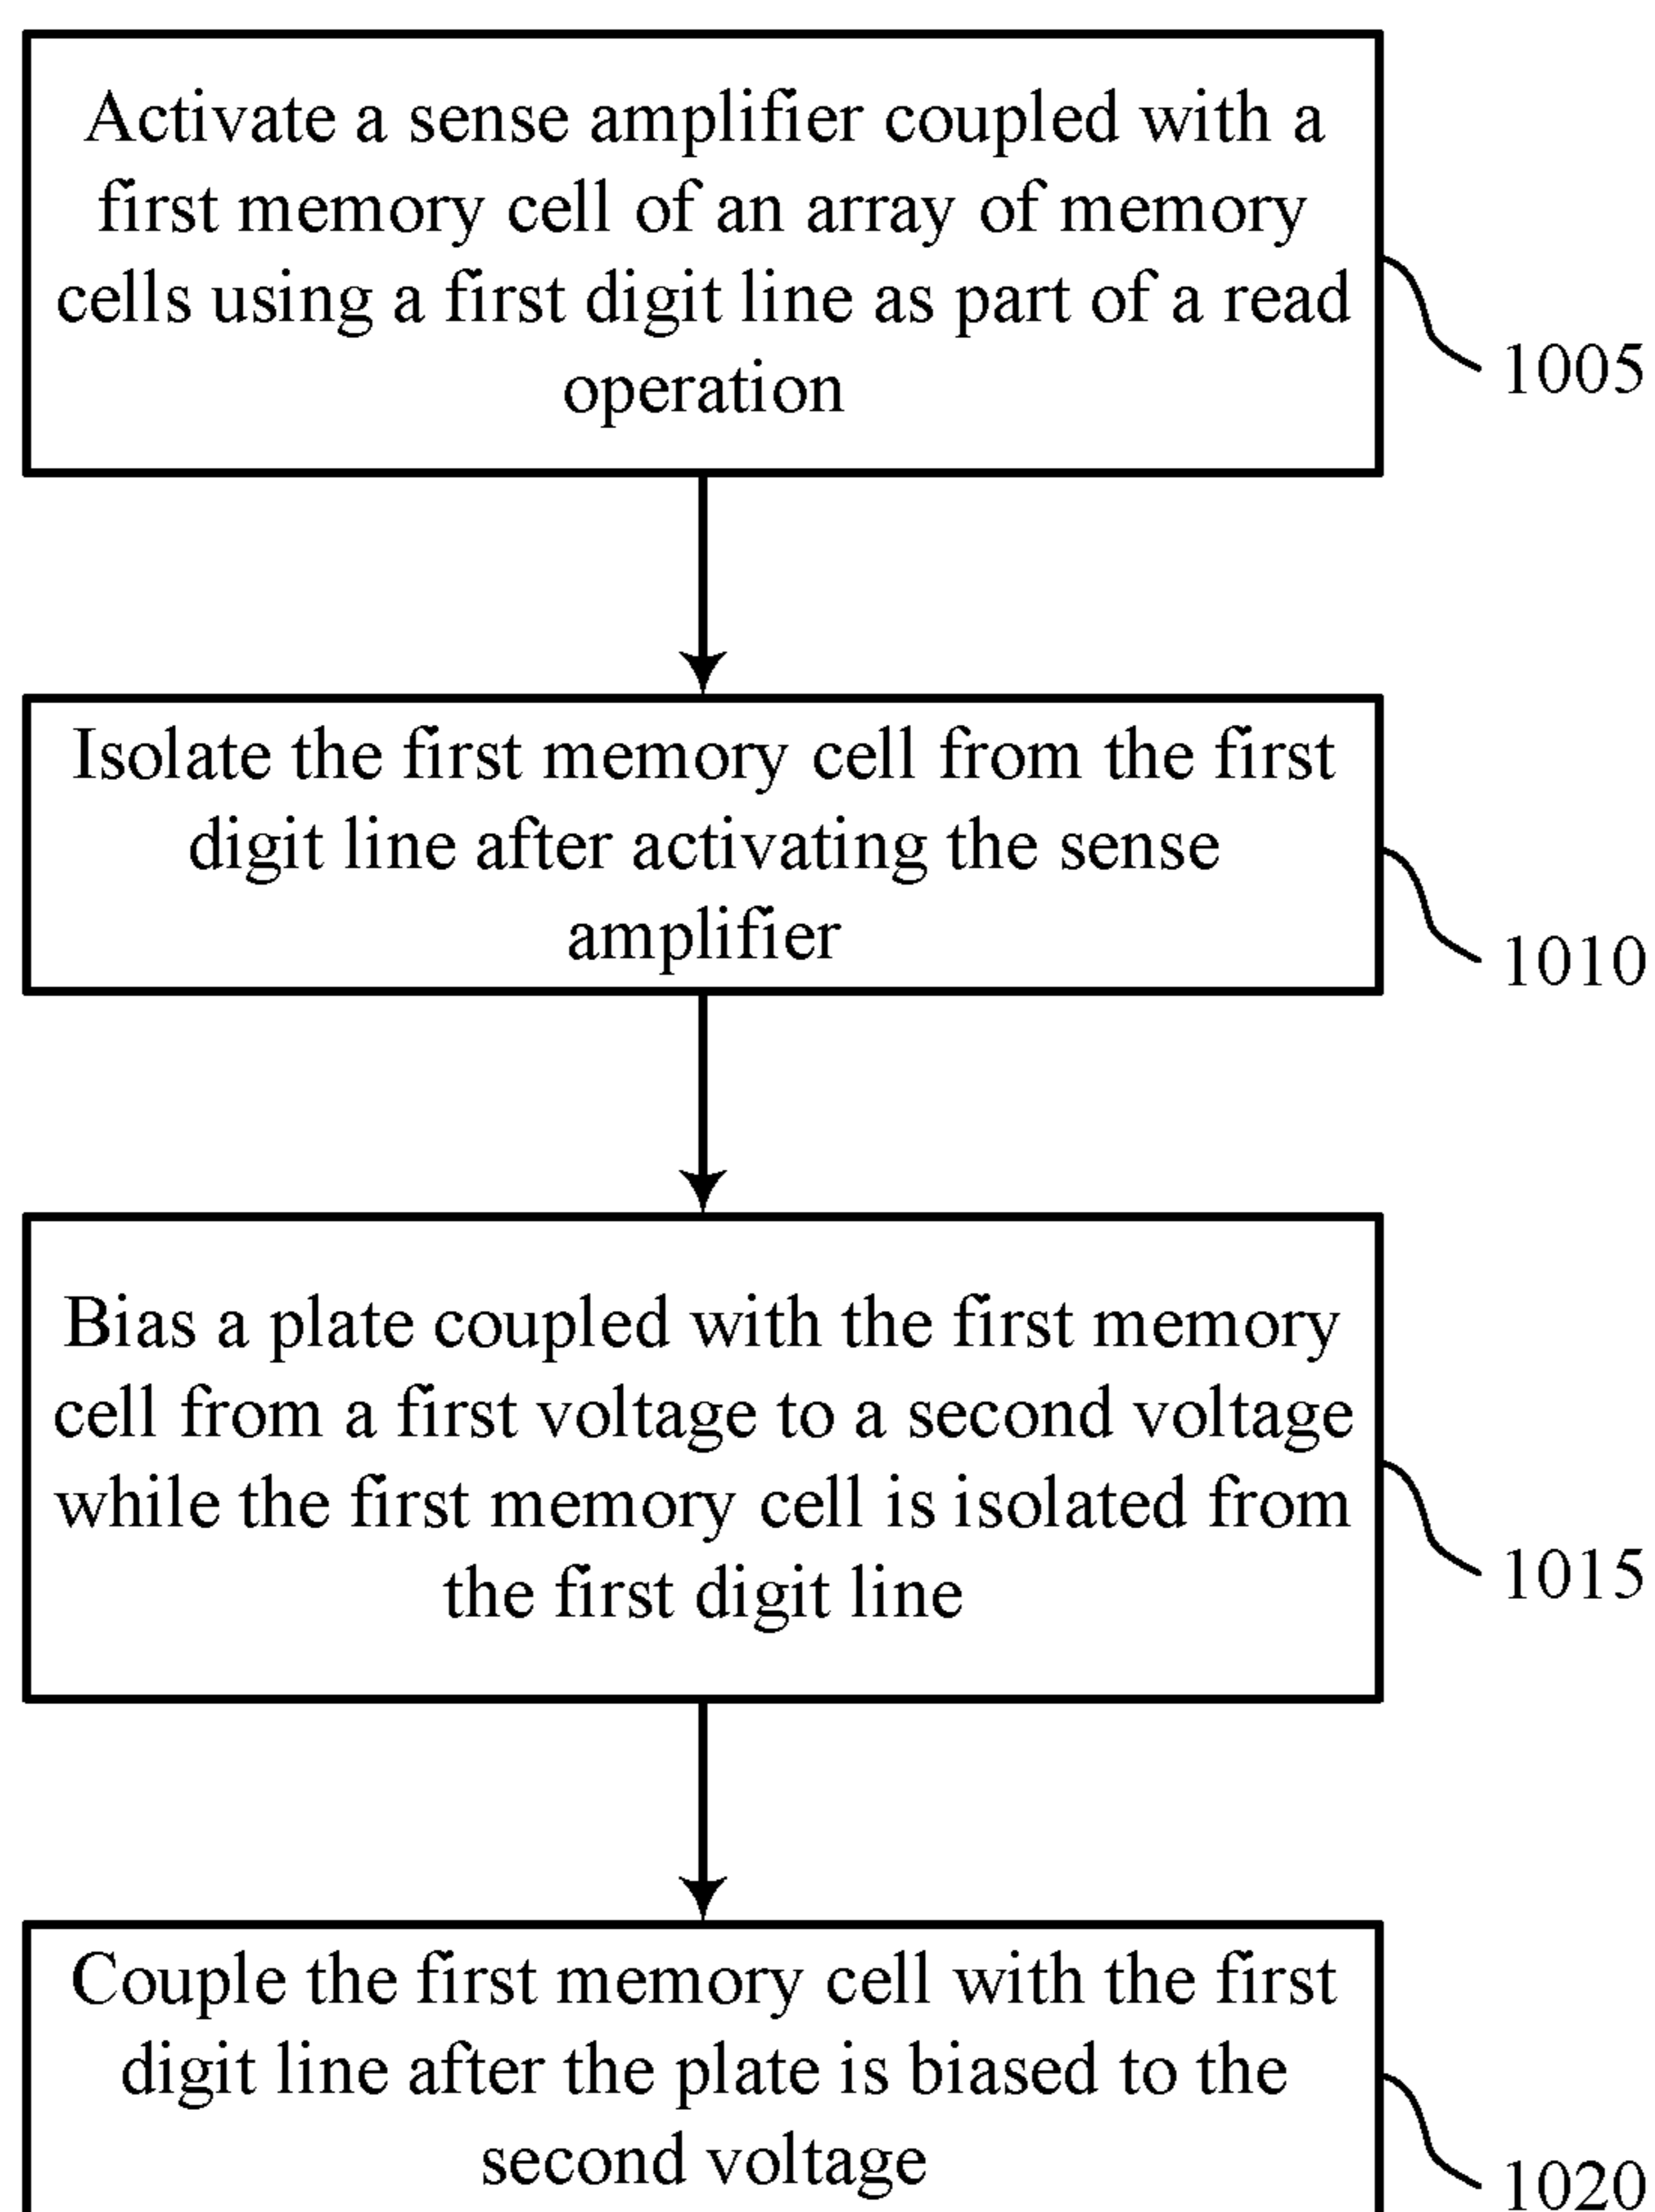 Activate a sense amplifier coupled with a
first memory cell of an array of memory
cells using a first digit line as part of a read
operation
1005
Isolate the first memory cell from the first
digit line after activating the sense
amplifier
1010
Bias a plate coupled with the first memory
cell from a first voltage to a second voltage
while the first memory cell is isolated from
the first digit line
1015
Couple the first memory cell with the first
digit line after the plate is biased to the
second voltage
1020